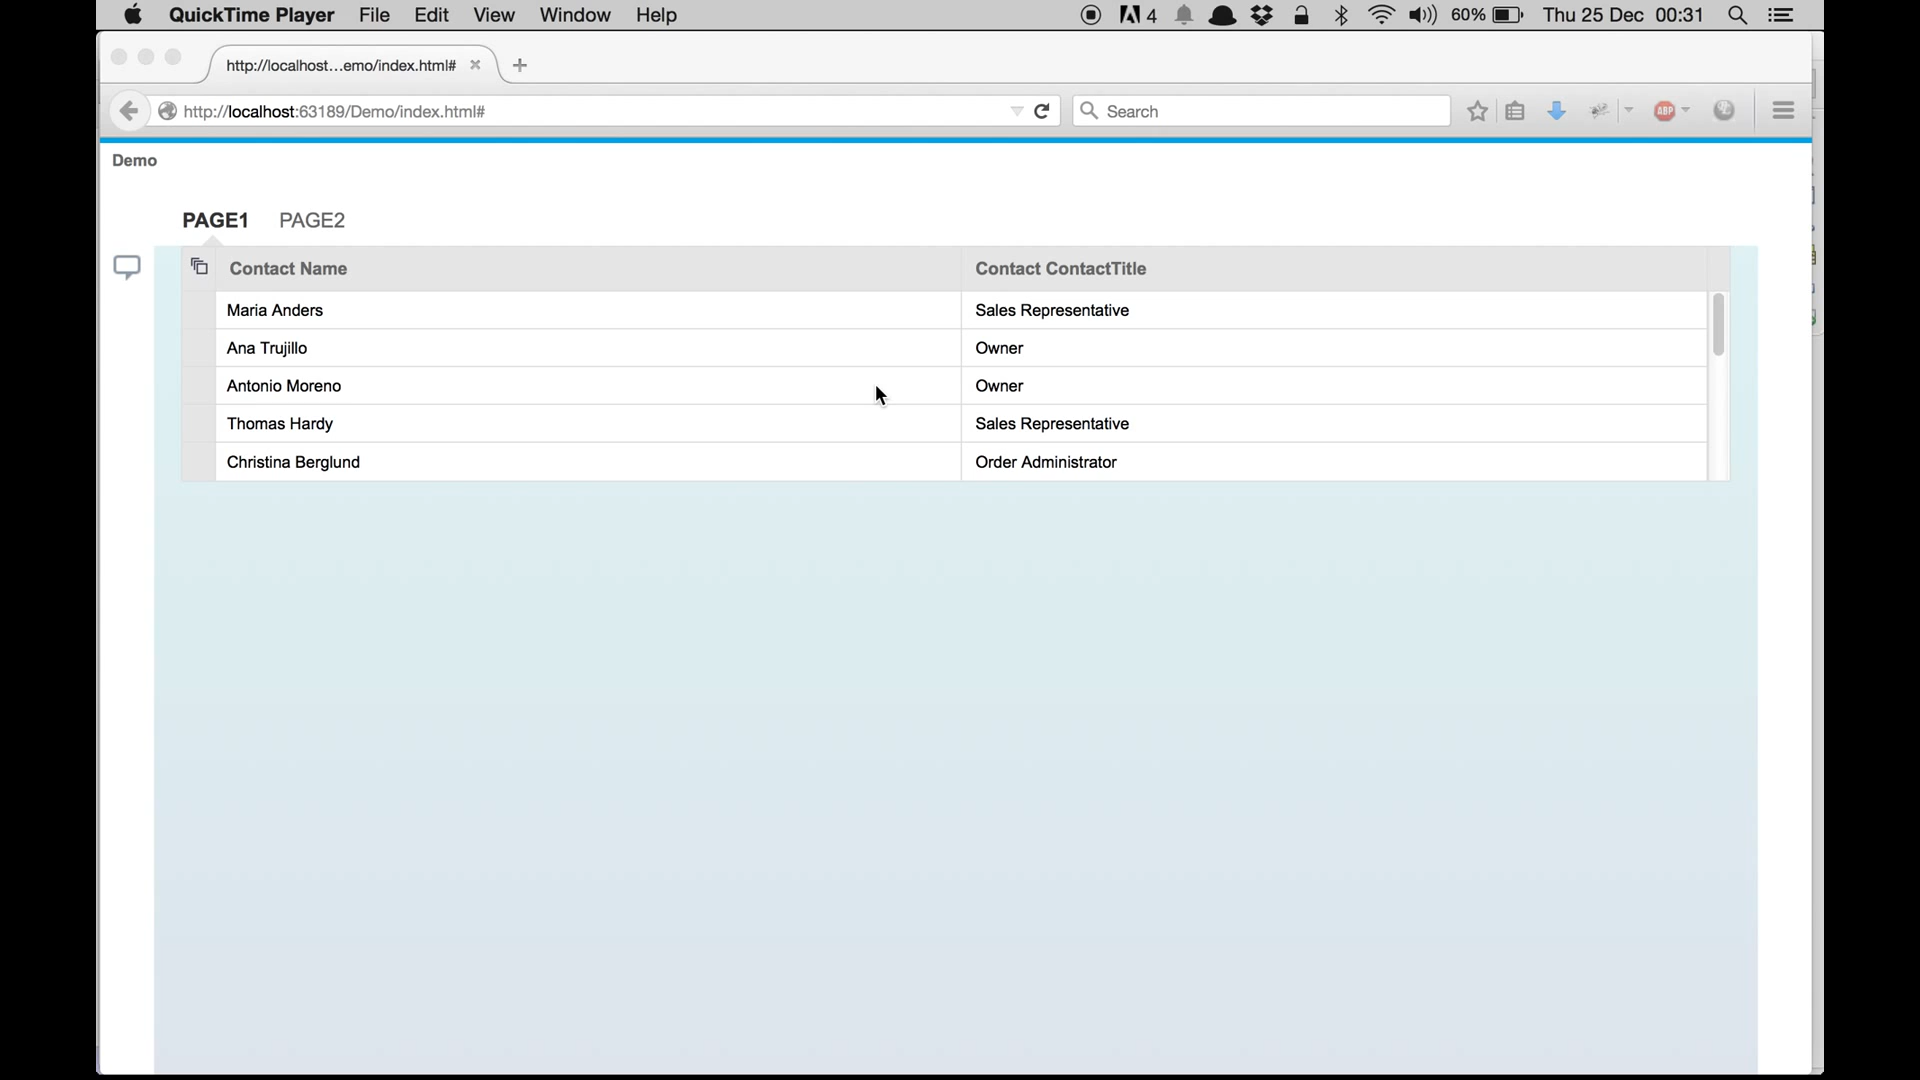 QuickTime Player File Edit View Window Help 4 60% Thu 25 Dec 00:31
http://localhost...emo/index.html#
http://localhost:63189/Demo/index.html# Search ABP
Demo
PAGE1 PAGE2
Contact Name Contact ContactTitle
Maria Anders Sales Representative
Ana Trujillo Owner
Antonio Moreno Owner
Thomas Hardy Sales Representative
Christina Berglund Order Administrator